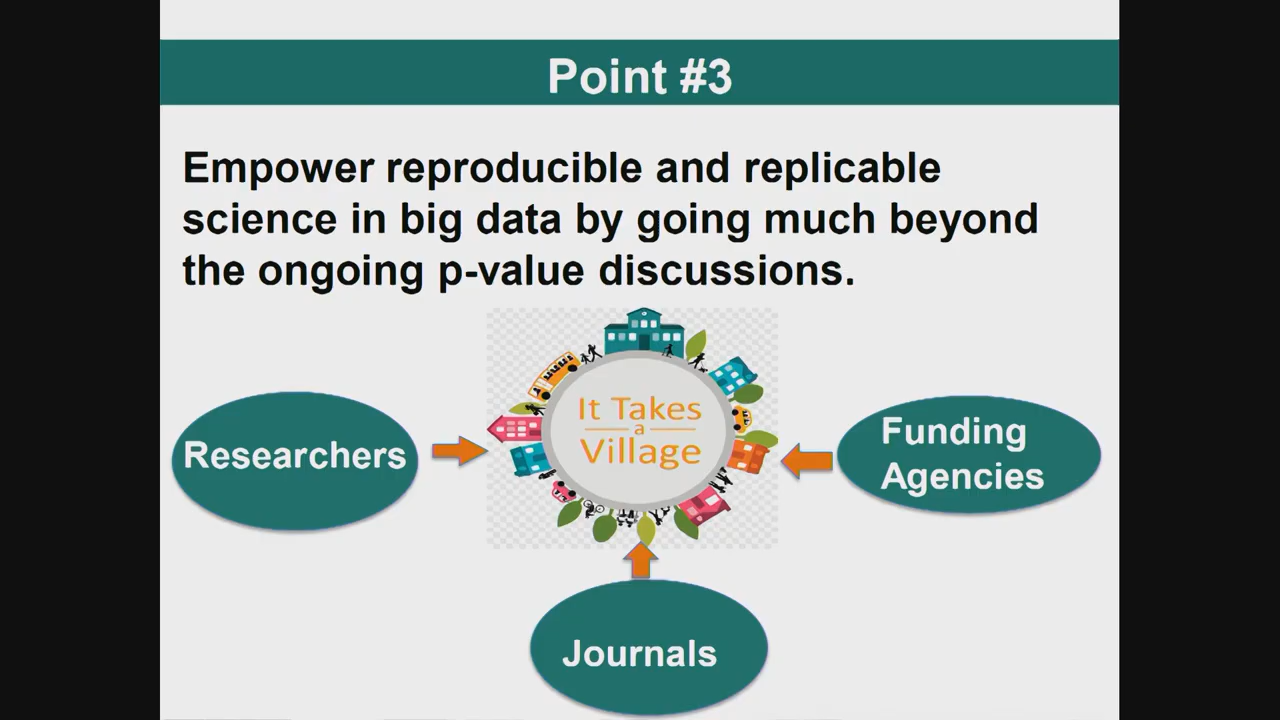 Point #3
Empower reproducible and replicable
science in big data by going much beyond
the ongoing p-value discussions.
It Takes
a
Village
Researchers
Funding
Agencies
Journals